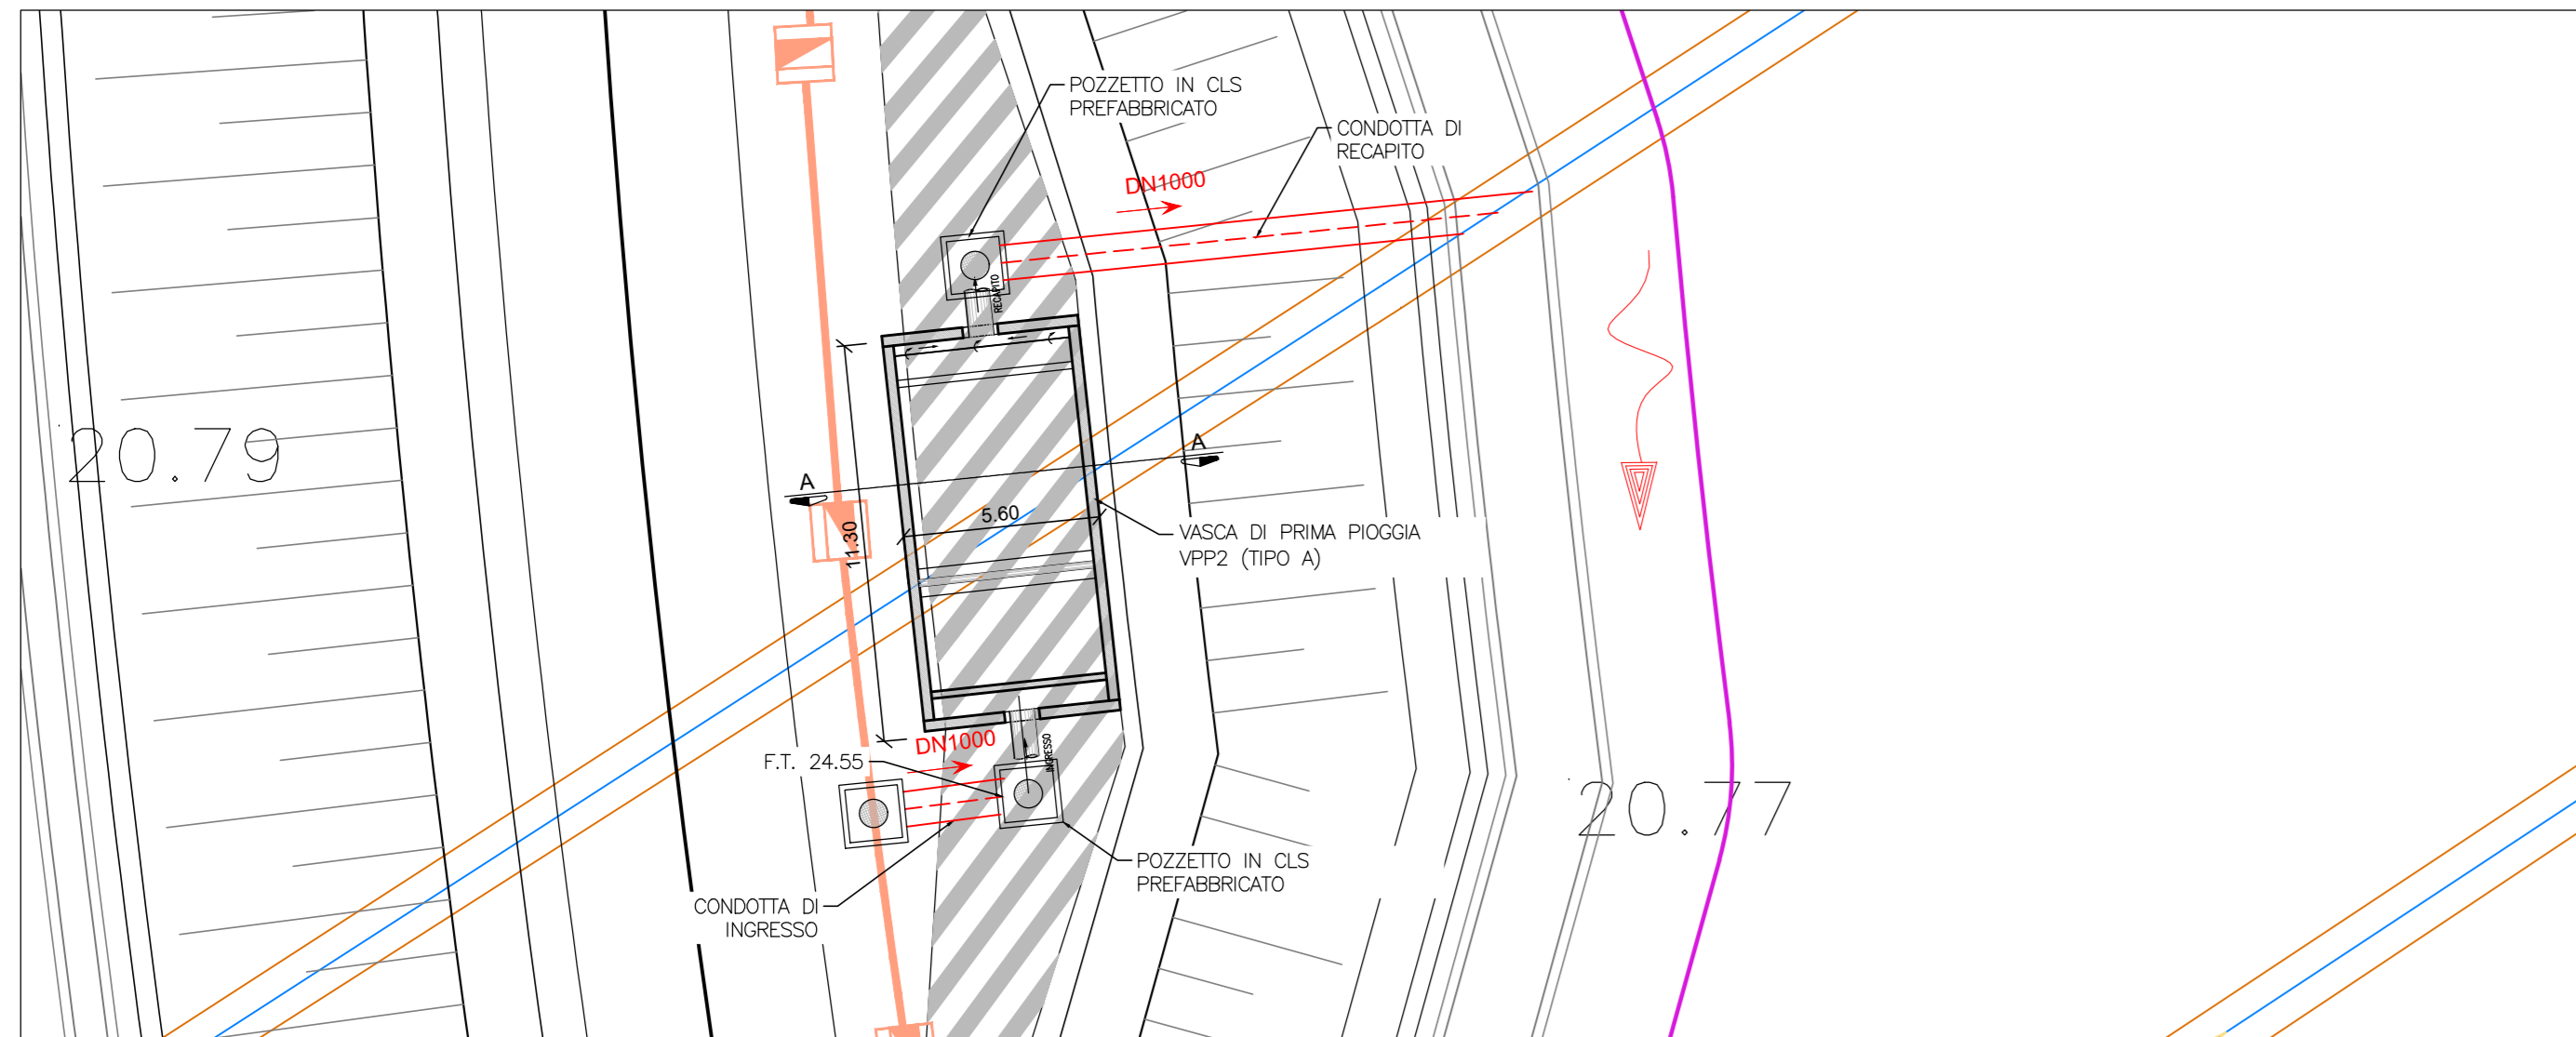 POZZETTO IN CLS
PREFABBRICATO
CONDOTTA DI
RECAPITO
DN1000
RECAPITO
20.79
A
A
5.60
11.30
VASCA DI PRIMA PIOGGIA
VPP2 (TIPO A)
DN1000
INGRESSO
F.T. 24.55
20.77
POZZETTO IN CLS
PREFABBRICATO
CONDOTTA DI
INGRESSO